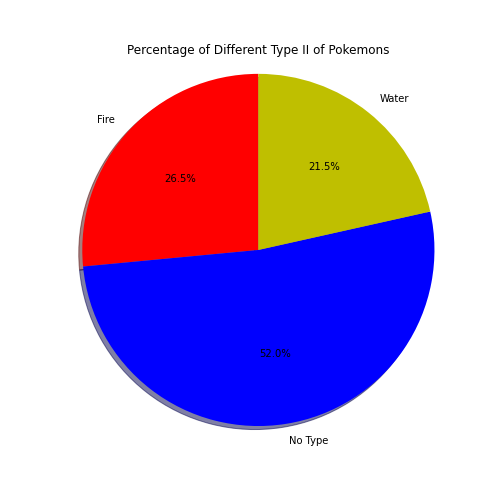 Percentage of Different Type II of Pokemons
Water
Fire
21.5%
26.5%
52.0%
No Type